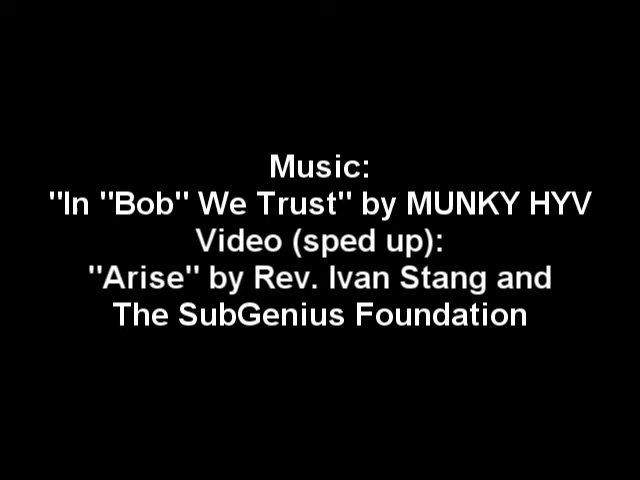 Music:
"In "Bob" We Trust" by MUNKY HYV
Video (sped up):
"Arise" by Rev. Ivan Stang and
The SubGenius Foundation